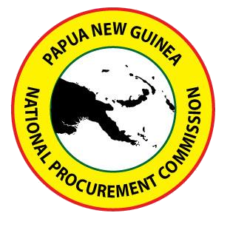 PAPUA NEW GUINEA
NATIONAL PROCUREMENT COMMISSION